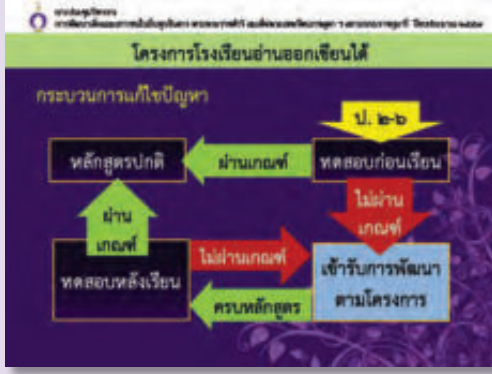 โครงการโรงเรียนอ่านออกเขียนได้
กระบวนการแก้ไขปัญหา
ป. ๒-๖
หลักสูตรปกติ
ผ่านเกณฑ์
ทดสอบก่อนเรียน
ผ่าน
เกณฑ์
ไม่ผ่าน
เกณฑ์
ทดสอบหลังเรียน
ไม่ผ่านเกณฑ์
เข้ารับการพัฒนา
ตามโครงการ
ครบหลักสูตร